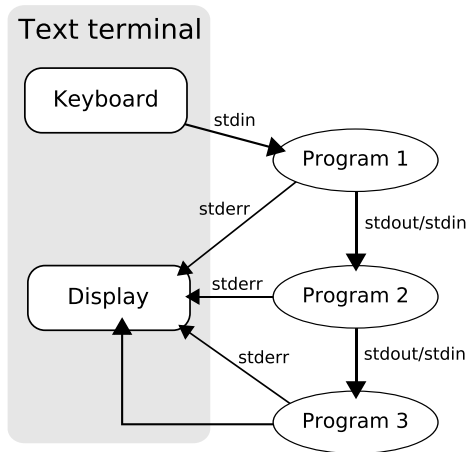 Text terminal
Keyboard
stdin
Program 1
stderr
stdout/stdin
Display
stderr
Program 2
stderr
stdout/stdin
Program 3